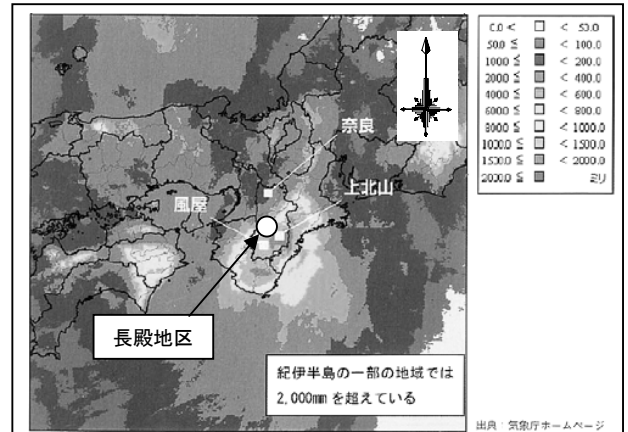 奈良
上北山
風屋
長殿地区
紀伊半島の一部の地域では
2,000mm を超えている
0.0 < < 50.0
50.0 ≦ < 100.0
100.0 ≦ < 200.0
200.0 ≦ < 400.0
400.0 ≦ < 600.0
600.0 ≦ < 800.0
800.0 ≦ < 1000.0
1000.0 ≦ < 1500.0
1500.0 ≦ < 2000.0
2000.0 ≦ ミリ
出典：気象庁ホームページ